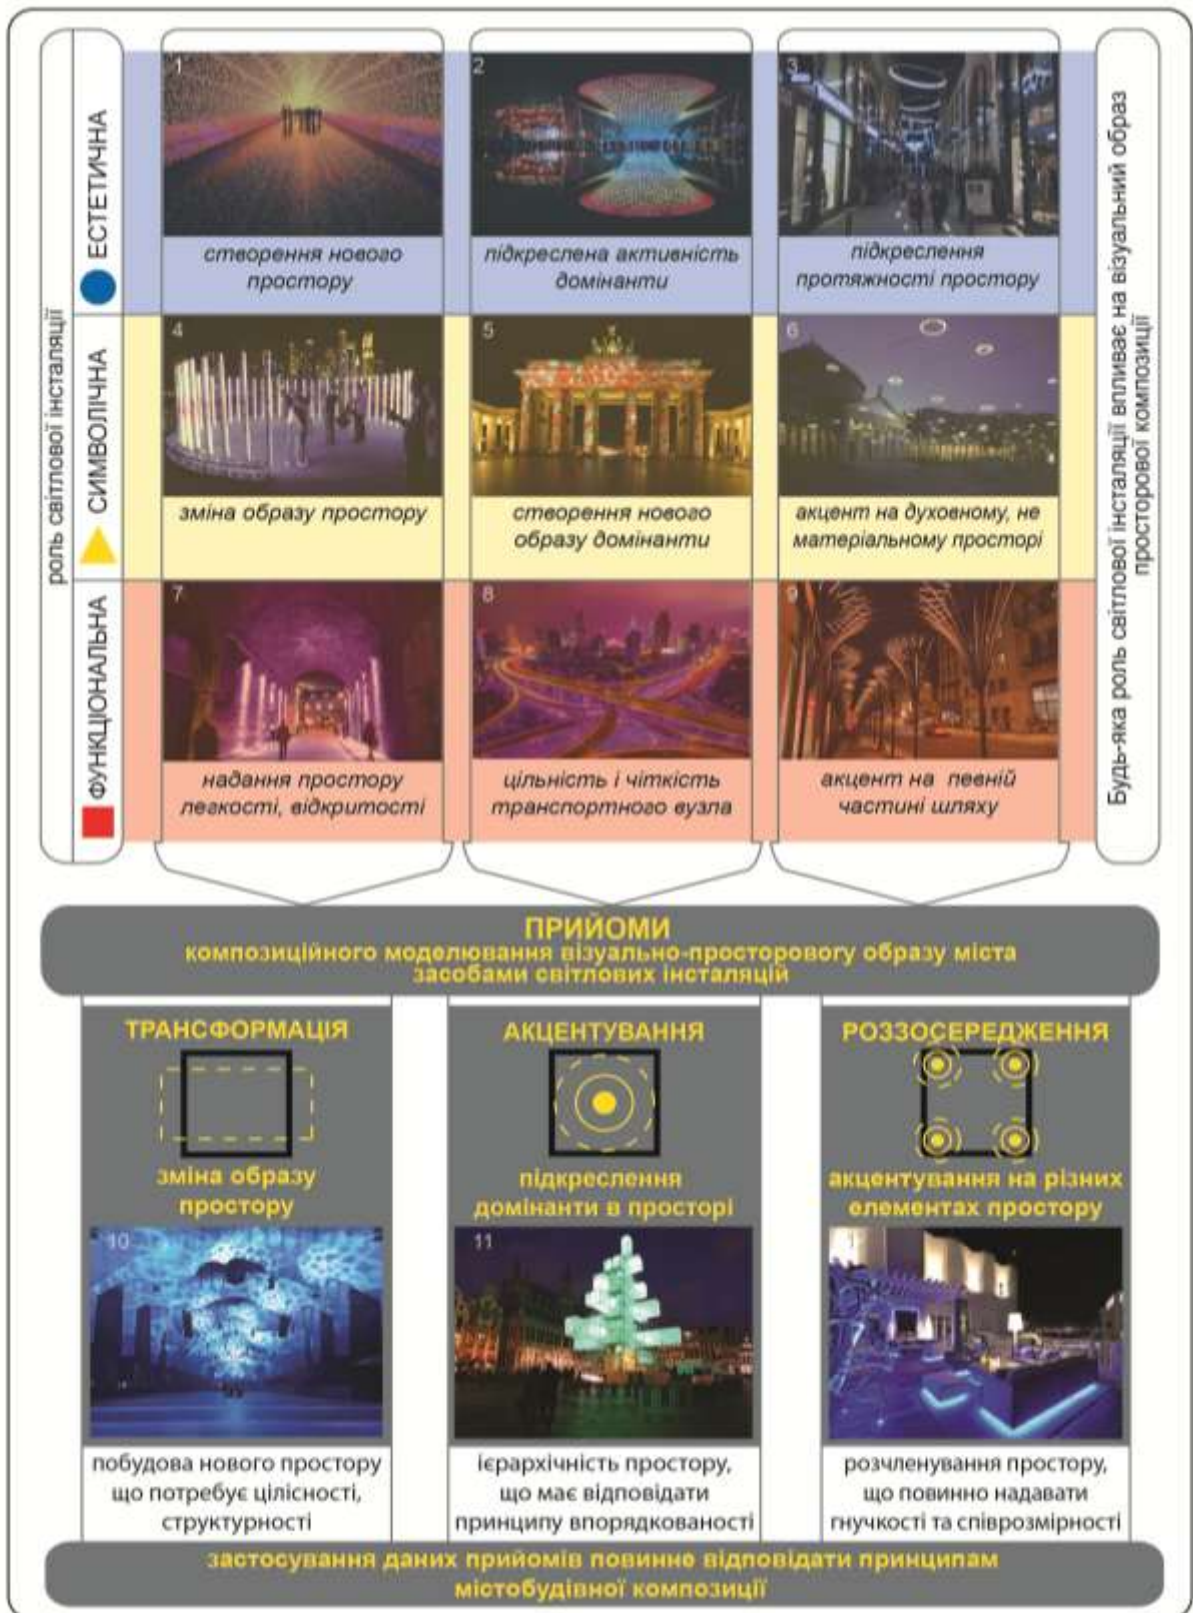 роль світлової інсталяції
ЕСТЕТИЧНА
1
створення нового
простору
2
підкреслена активність
домінанти
3
підкреслення
протяжності простору
СИМВОЛІЧНА
4
зміна образу простору
5
створення нового
образу домінанти
6
акцент на духовному, не
матеріальному просторі
ФУНКЦІОНАЛЬНА
7
надання простору
легкості, відкритості
8
цільність і чіткість
транспортного вузла
9
акцент на певній
частині шляху
Будь-яка роль світлової інсталяції впливає на візуальний образ
просторової композиції
ПРИЙОМИ
композиційного моделювання візуально-просторовогу образу міста
засобами світлових інсталяцій
ТРАНСФОРМАЦІЯ
зміна образу
простору
10
побудова нового простору
що потребує цілісності,
структурності
АКЦЕНТУВАННЯ
підкреслення
домінанти в просторі
11
ієрархічність простору,
що має відповідати
принципу впорядкованості
РОЗЗОСЕРЕДЖЕННЯ
акцентування на різних
елементах простору
розчленування простору,
що повинно надавати
гнучкості та співрозмірності
застосування даних прийомів повинне відповідати принципам
містобудівної композиції